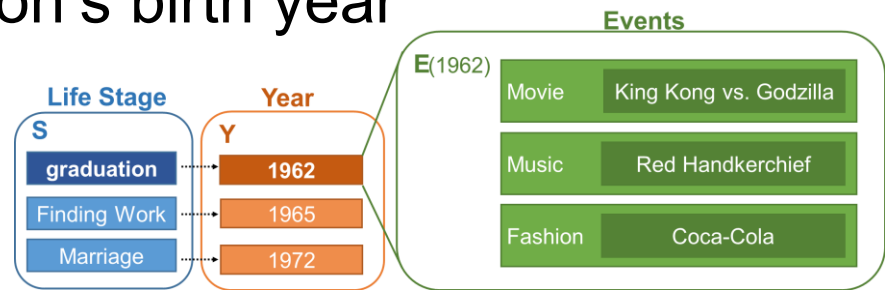 on's birth year
Events
E(1962)
Movie King Kong vs. Godzilla
Music Red Handkerchief
Fashion Coca-Cola
Life Stage
S
graduation
Finding Work
Marriage
Year
Y
1962
1965
1972